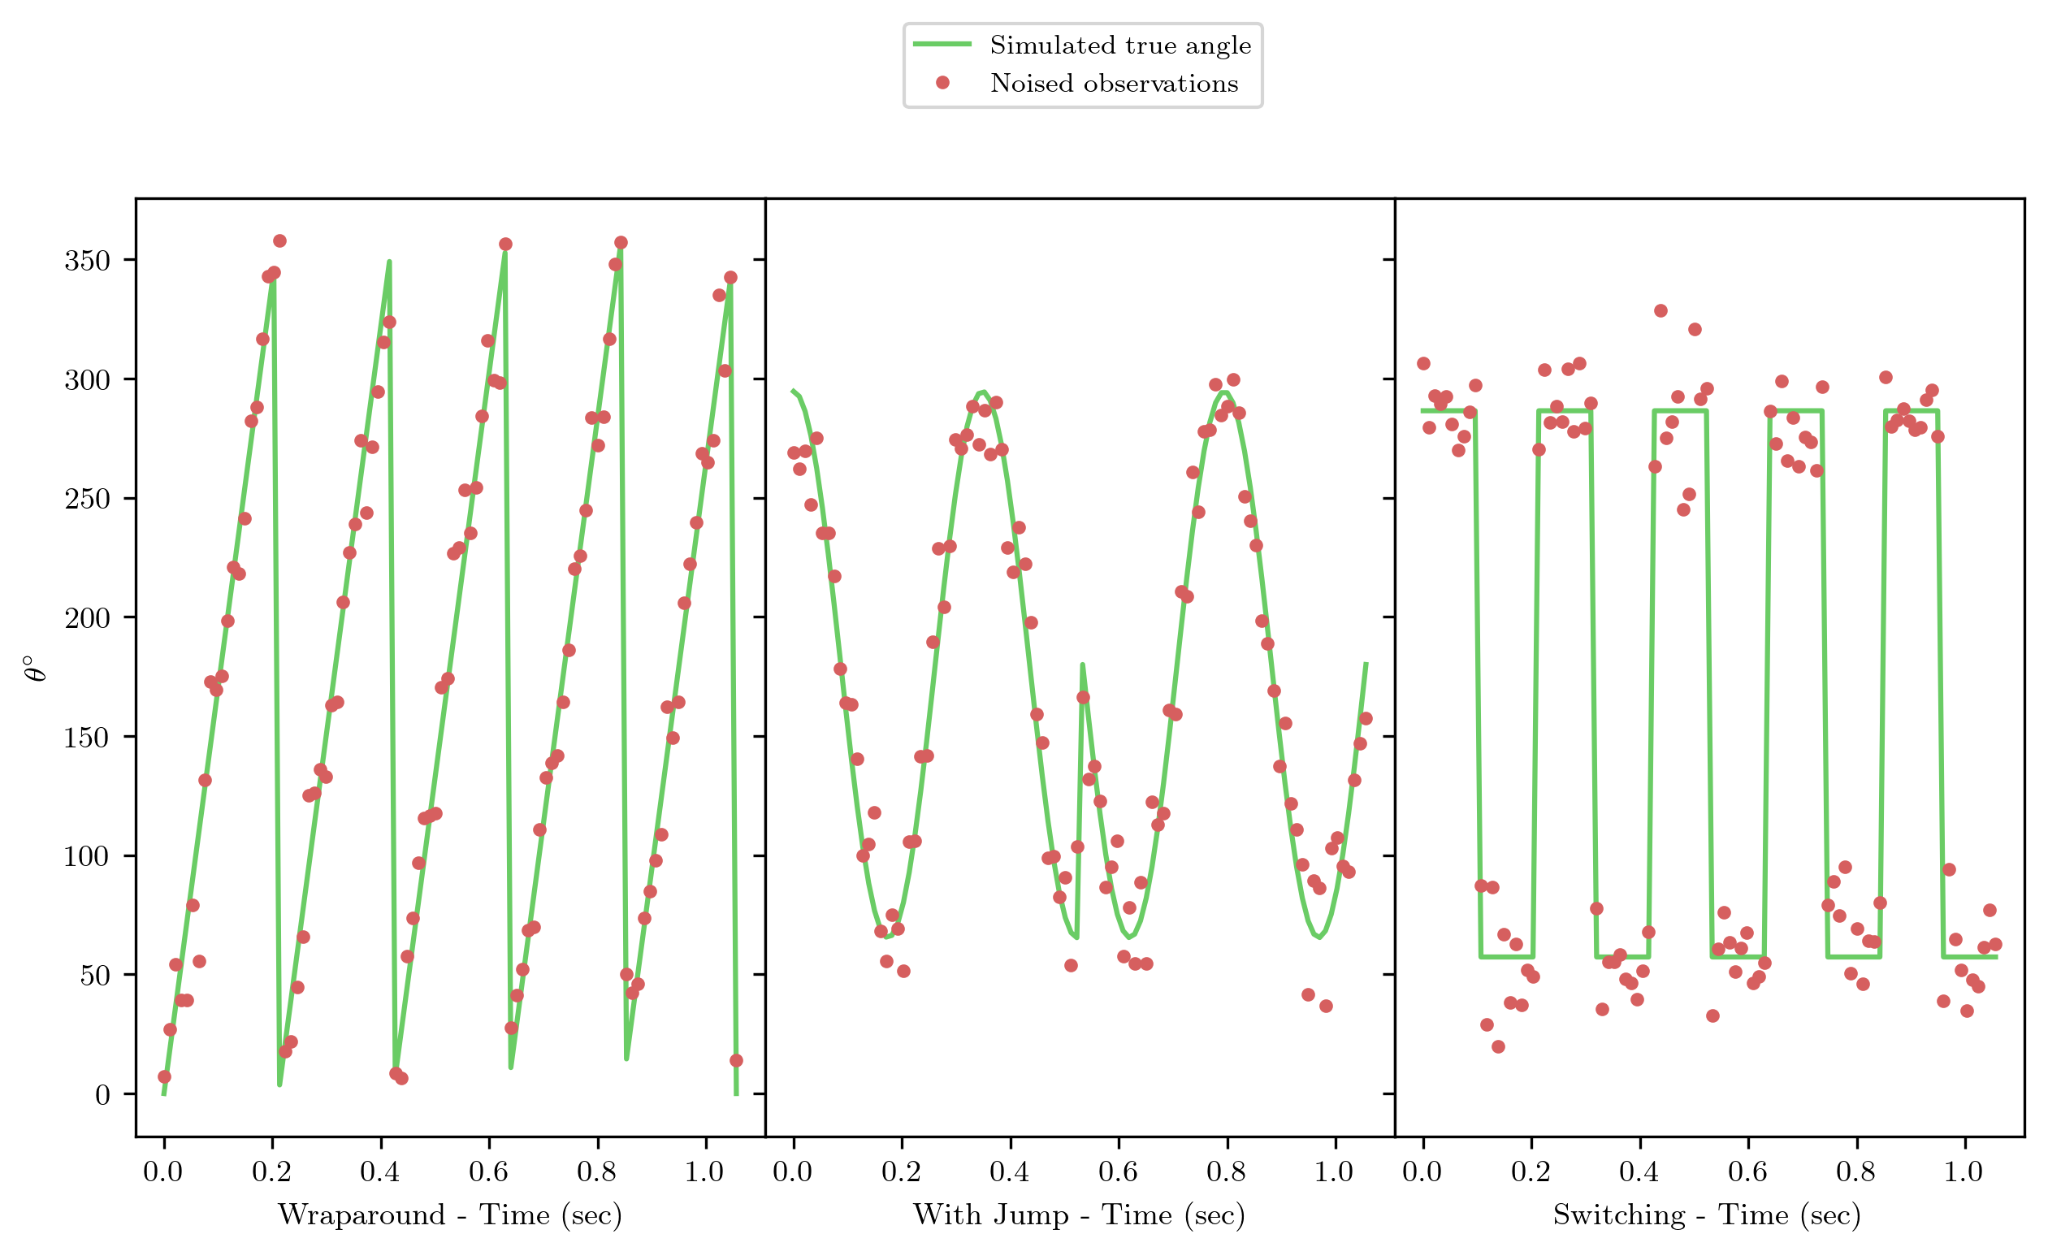 Simulated true angle
Noised observations
350
300
250
200
150
100
50
0
θ°
0.0 0.2 0.4 0.6 0.8 1.0
0.0 0.2 0.4 0.6 0.8 1.0
0.0 0.2 0.4 0.6 0.8 1.0
Wraparound - Time (sec)
With Jump - Time (sec)
Switching - Time (sec)